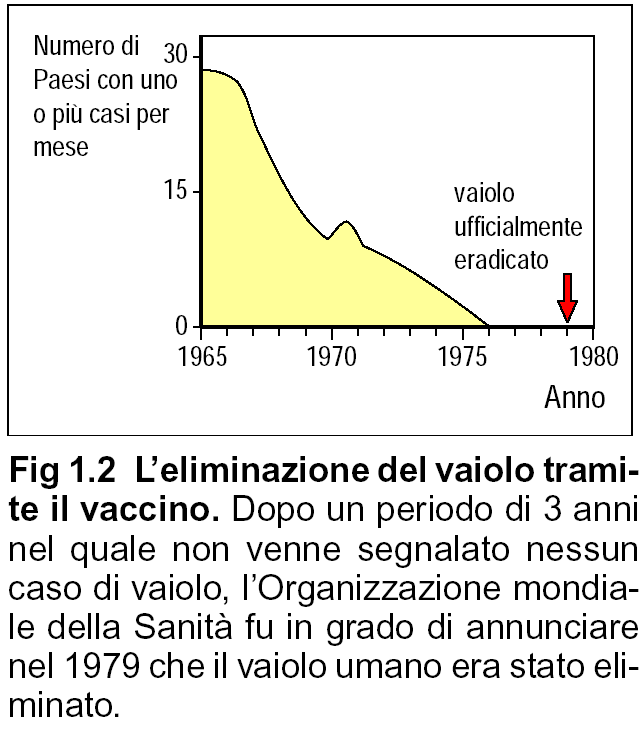 Numero di
Paesi con uno
o più casi per
mese
30
15
0
vaiolo
ufficialmente
eradicato
1965 1970 1975 1980
Anno
Fig 1.2 L'eliminazione del vaiolo trami-
te il vaccino. Dopo un periodo di 3 anni
nel quale non venne segnalato nessun
caso di vaiolo, l'Organizzazione mondia-
le della Sanità fu in grado di annunciare
nel 1979 che il vaiolo umano era stato eli-
minato.